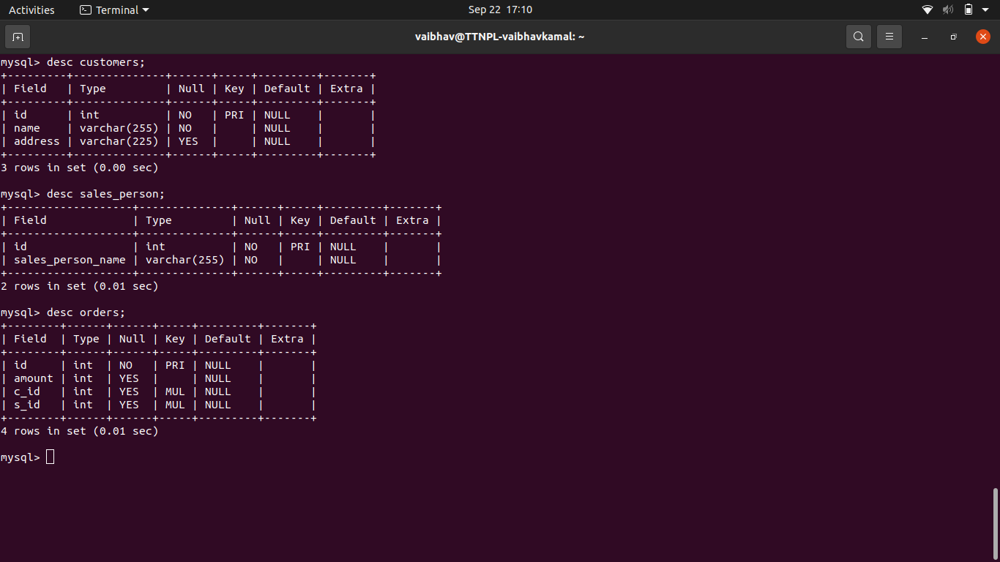 Activities Terminal Sep 22 17:10
vaibhav@TTNPL-vaibhavkamal: ~
mysql> desc customers;
+---------+--------------+------+-----+---------+-------+
| Field   | Type         | Null | Key | Default | Extra |
+---------+--------------+------+-----+---------+-------+
| id      | int          | NO   | PRI | NULL    |       |
| name    | varchar(255) | NO   |     | NULL    |       |
| address | varchar(225) | YES  |     | NULL    |       |
+---------+--------------+------+-----+---------+-------+
3 rows in set (0.00 sec)

mysql> desc sales_person;
+-------------------+--------------+------+-----+---------+-------+
| Field             | Type         | Null | Key | Default | Extra |
+-------------------+--------------+------+-----+---------+-------+
| id                | int          | NO   | PRI | NULL    |       |
| sales_person_name | varchar(255) | NO   |     | NULL    |       |
+-------------------+--------------+------+-----+---------+-------+
2 rows in set (0.01 sec)

mysql> desc orders;
+--------+------+------+-----+---------+-------+
| Field  | Type | Null | Key | Default | Extra |
+--------+------+------+-----+---------+-------+
| id     | int  | NO   | PRI | NULL    |       |
| amount | int  | YES  |     | NULL    |       |
| c_id   | int  | YES  | MUL | NULL    |       |
| s_id   | int  | YES  | MUL | NULL    |       |
+--------+------+------+-----+---------+-------+
4 rows in set (0.01 sec)

mysql>